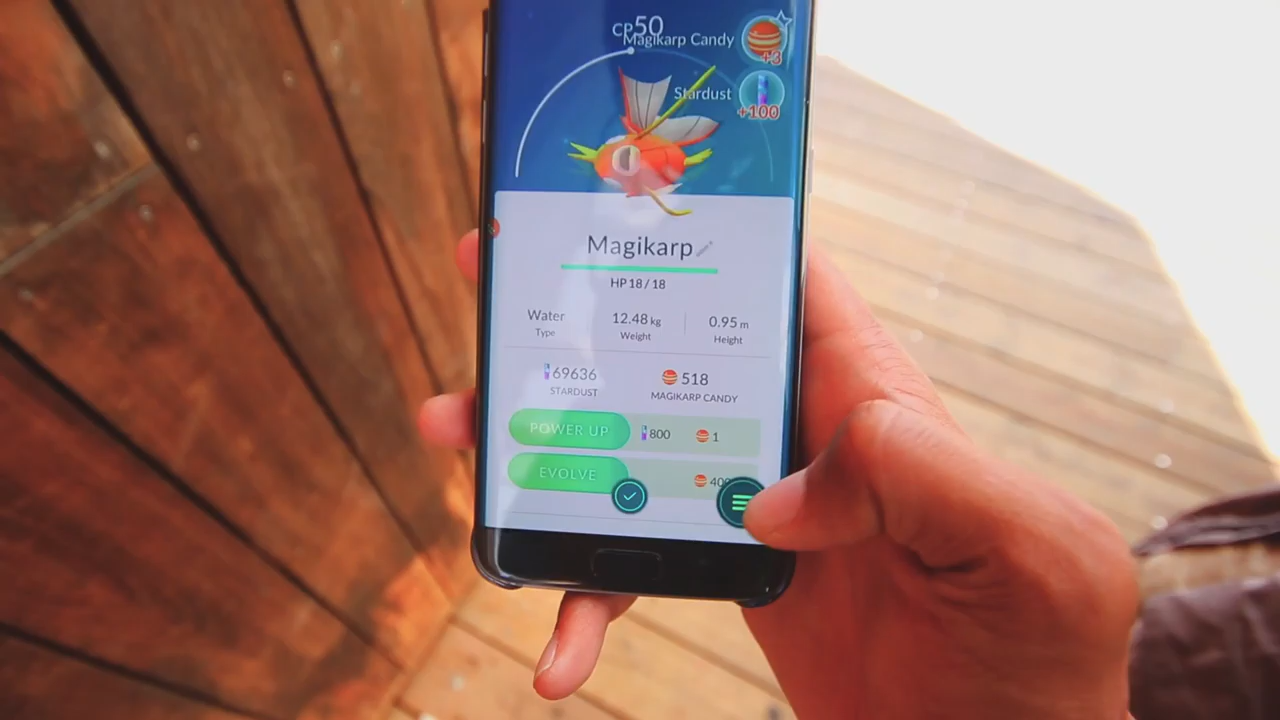 CP50
Magikarp Candy
+3
Stardust
+100
Magikarp
HP 18 / 18
Water
12.48 kg
0.95 m
Type
Weight
Height
69636
518
STARDUST
MAGIKARP CANDY
POWER UP
800
1
EVOLVE
400